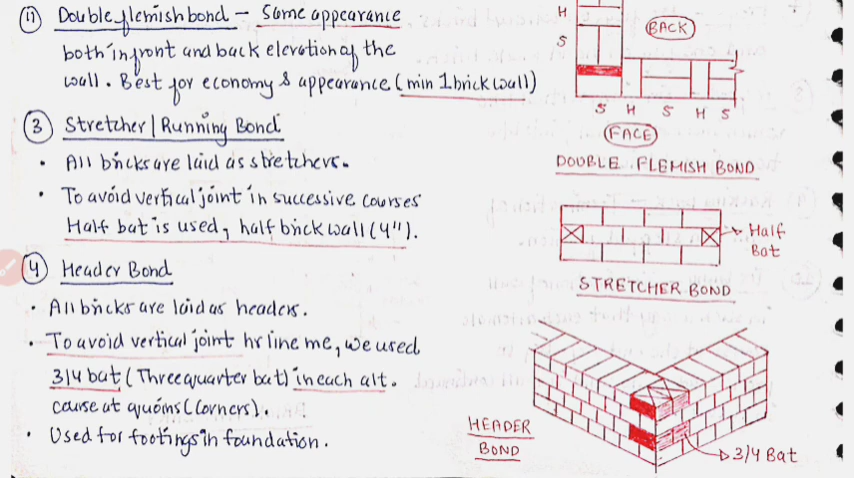 (ii) Double flemish bond - Same appearance
both in front and back elevation of the
wall. Best for economy & appearance (min 1 brick wall)
(3) Stretcher | Running Bond
• All bricks are laid as stretchers.
• To avoid vertical joint in successive courses
Half bat is used, half brick wall (4").
(4) Header Bond
• All bricks are laid as headers.
• To avoid vertical joint hr line me, we used
3/4 bat (Three quarter bat) in each alt.
course at quoins (Corners).
• Used for footings in foundation.
H
S
BACK
S H S H S
FACE
DOUBLE FLEMISH BOND
Half
Bat
STRETCHER BOND
HEADER
BOND
3/4 Bat